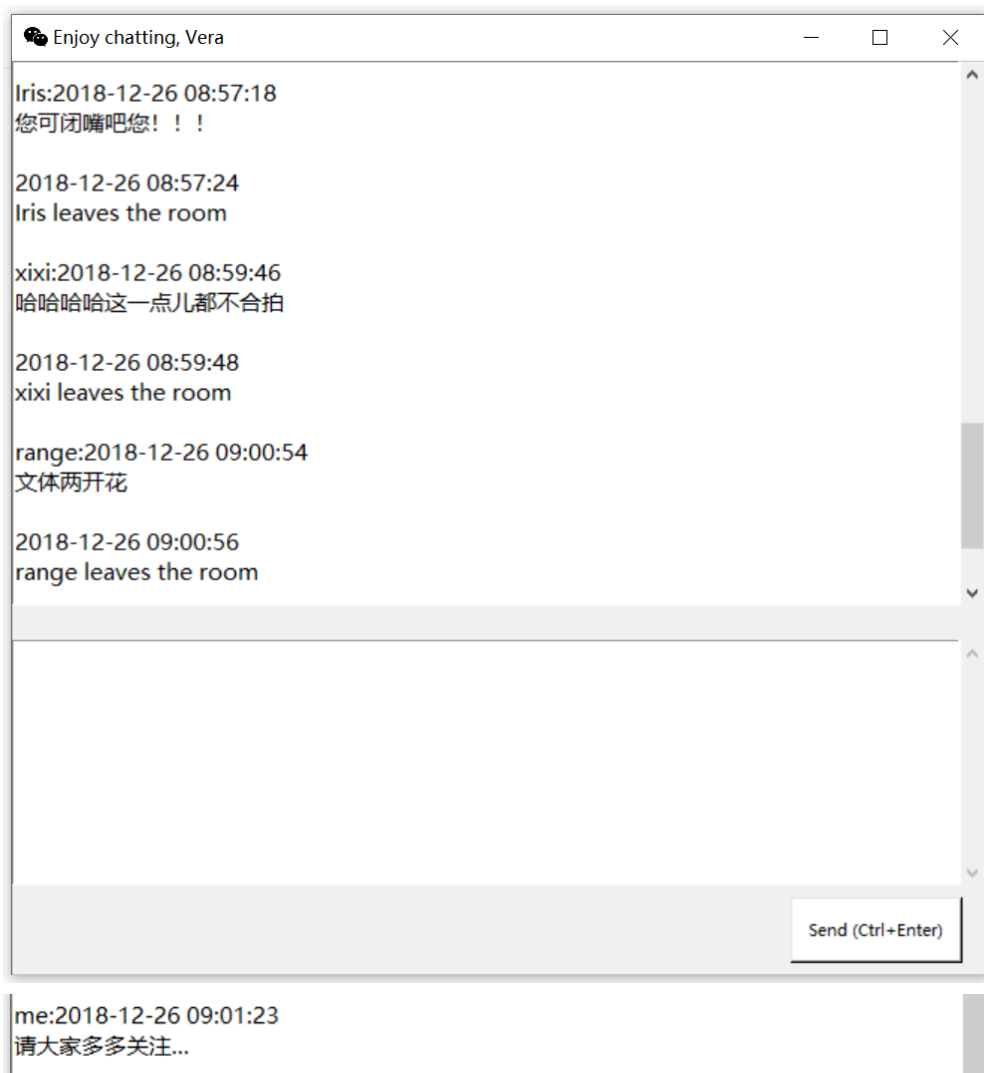 Enjoy chatting, Vera
Iris:2018-12-26 08:57:18
您可闭嘴吧您！！！
2018-12-26 08:57:24
Iris leaves the room
xixi:2018-12-26 08:59:46
哈哈哈哈这一点儿都不合拍
2018-12-26 08:59:48
xixi leaves the room
range:2018-12-26 09:00:54
文体两开花
2018-12-26 09:00:56
range leaves the room
Send (Ctrl+Enter)
me:2018-12-26 09:01:23
请大家多多关注...